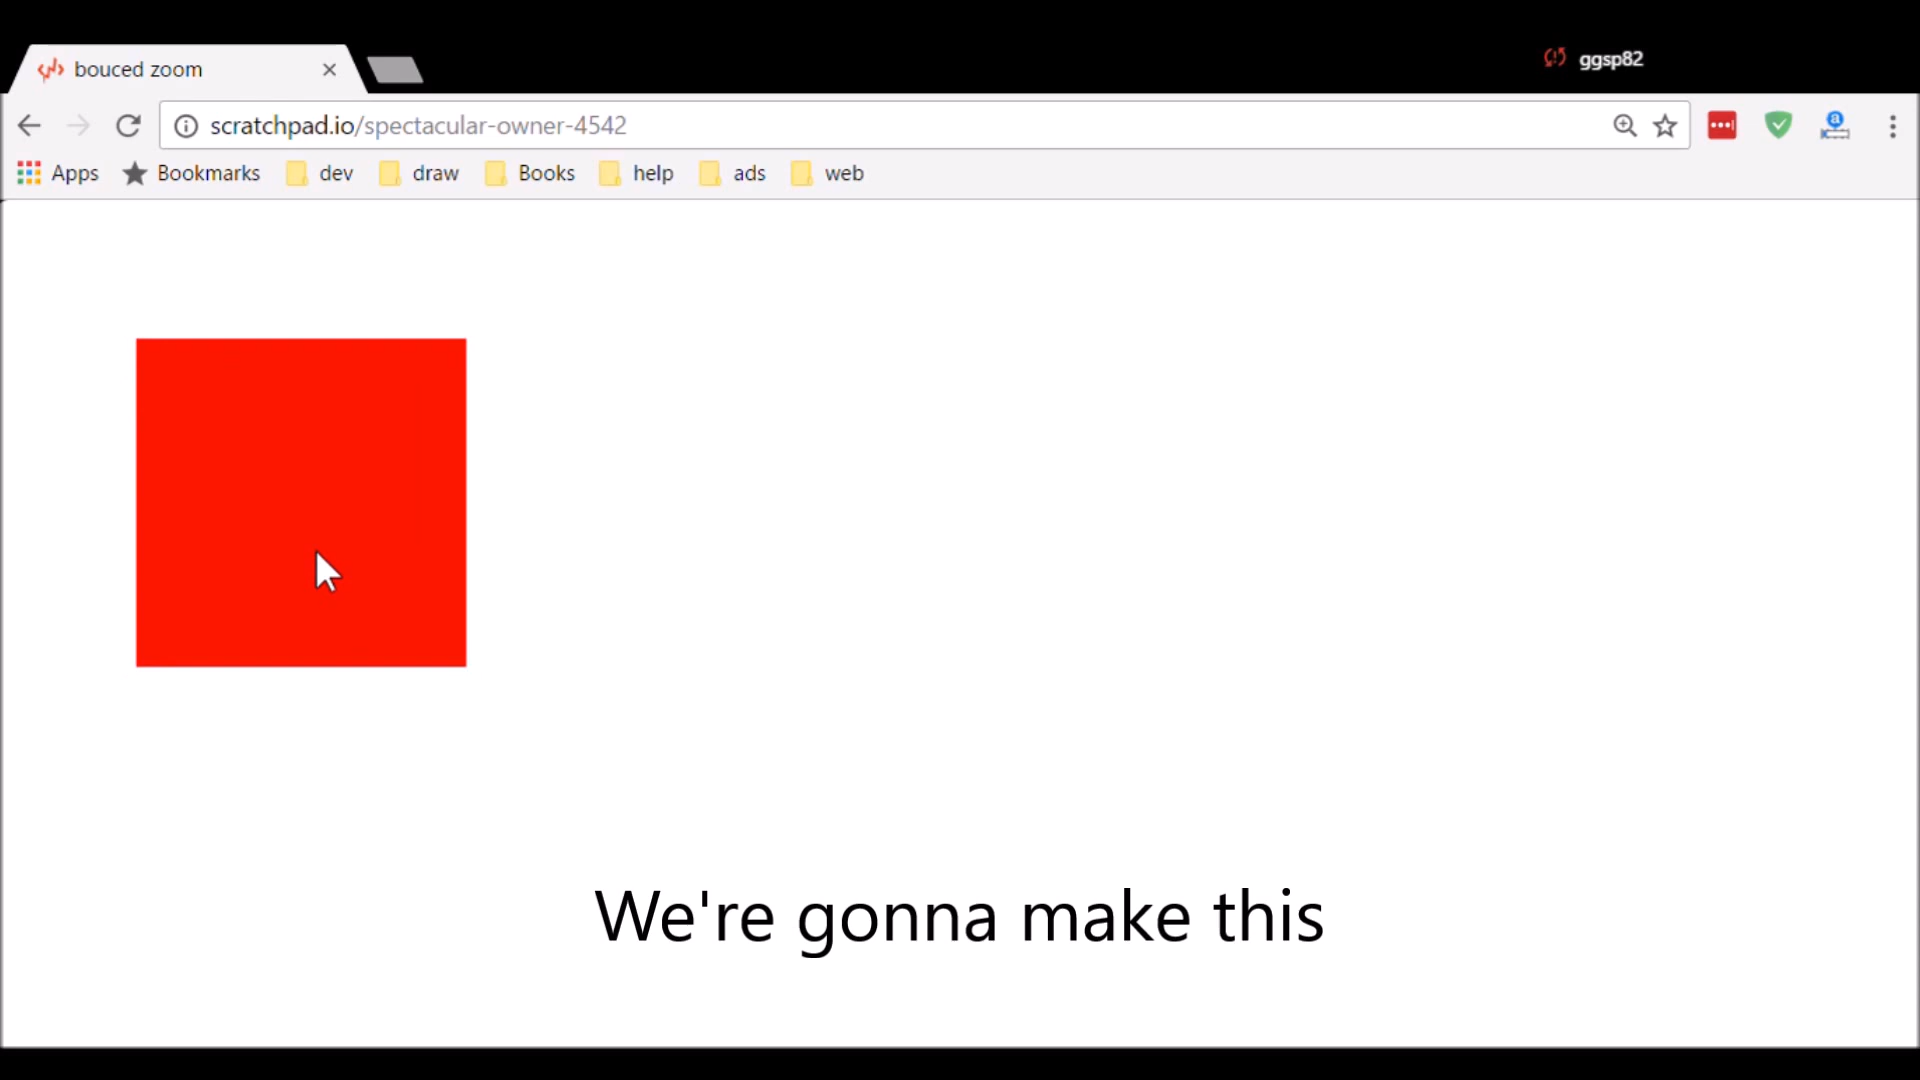 bouced zoom
ggsp82
scratchpad.io/spectacular-owner-4542
Apps Bookmarks dev draw Books help ads web
We're gonna make this